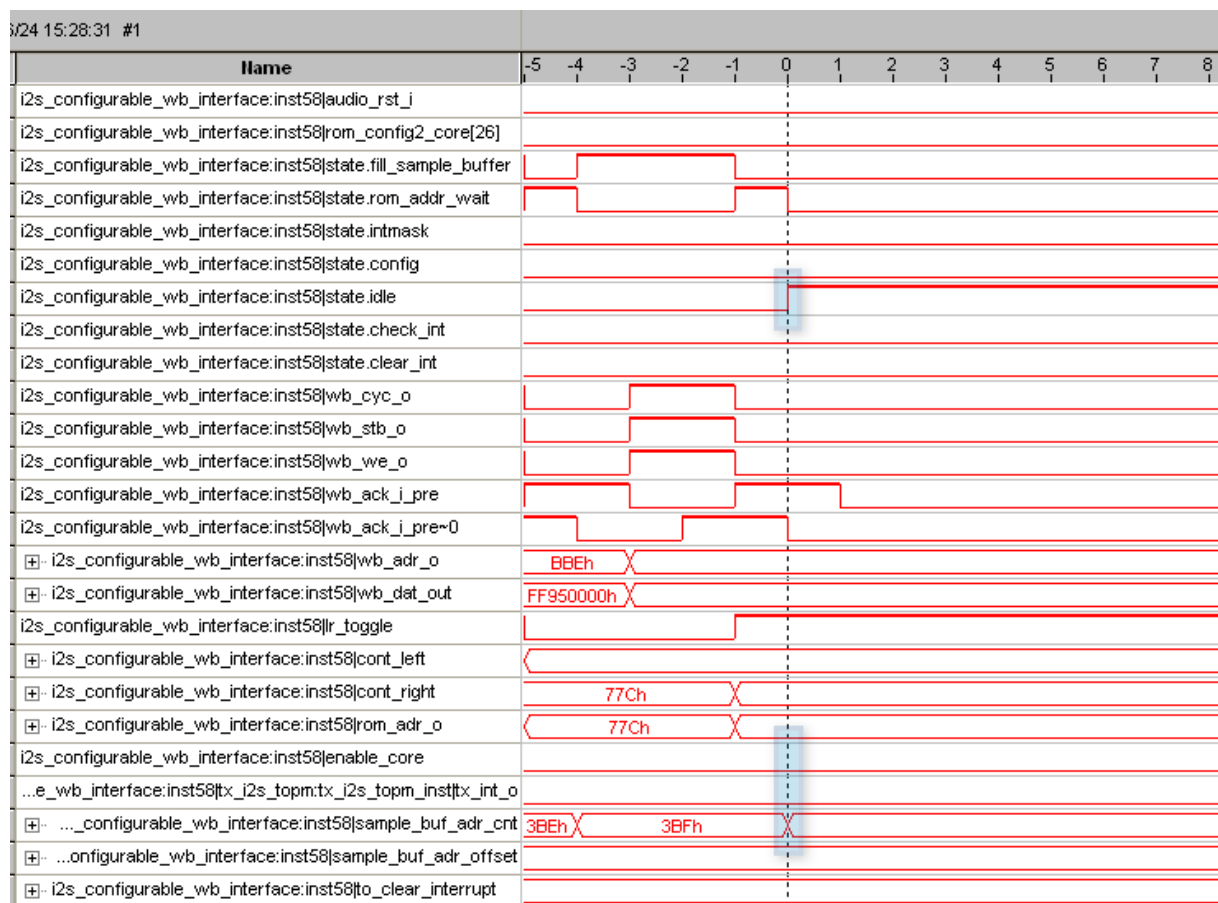 6/24 15:28:31 #1
Name -5 -4 -3 -2 -1 0 1 2 3 4 5 6 7 8
i2s_configurable_wb_interface:inst58|audio_rst_i
i2s_configurable_wb_interface:inst58|rom_config2_core[26]
i2s_configurable_wb_interface:inst58|state.fill_sample_buffer
i2s_configurable_wb_interface:inst58|state.rom_addr_wait
i2s_configurable_wb_interface:inst58|state.intmask
i2s_configurable_wb_interface:inst58|state.config
i2s_configurable_wb_interface:inst58|state.idle
i2s_configurable_wb_interface:inst58|state.check_int
i2s_configurable_wb_interface:inst58|state.clear_int
i2s_configurable_wb_interface:inst58|wb_cyc_o
i2s_configurable_wb_interface:inst58|wb_stb_o
i2s_configurable_wb_interface:inst58|wb_we_o
i2s_configurable_wb_interface:inst58|wb_ack_i_pre
i2s_configurable_wb_interface:inst58|wb_ack_i_pre~0
i2s_configurable_wb_interface:inst58|wb_adr_o BBEh
i2s_configurable_wb_interface:inst58|wb_dat_out FF950000h
i2s_configurable_wb_interface:inst58|lr_toggle
i2s_configurable_wb_interface:inst58|cont_left
i2s_configurable_wb_interface:inst58|cont_right 77Ch
i2s_configurable_wb_interface:inst58|rom_adr_o 77Ch
i2s_configurable_wb_interface:inst58|enable_core
...e_wb_interface:inst58|tx_i2s_topm:tx_i2s_topm_inst|tx_int_o
..._configurable_wb_interface:inst58|sample_buf_adr_cnt 3BEh 3BFh
...onfigurable_wb_interface:inst58|sample_buf_adr_offset
i2s_configurable_wb_interface:inst58|to_clear_interrupt